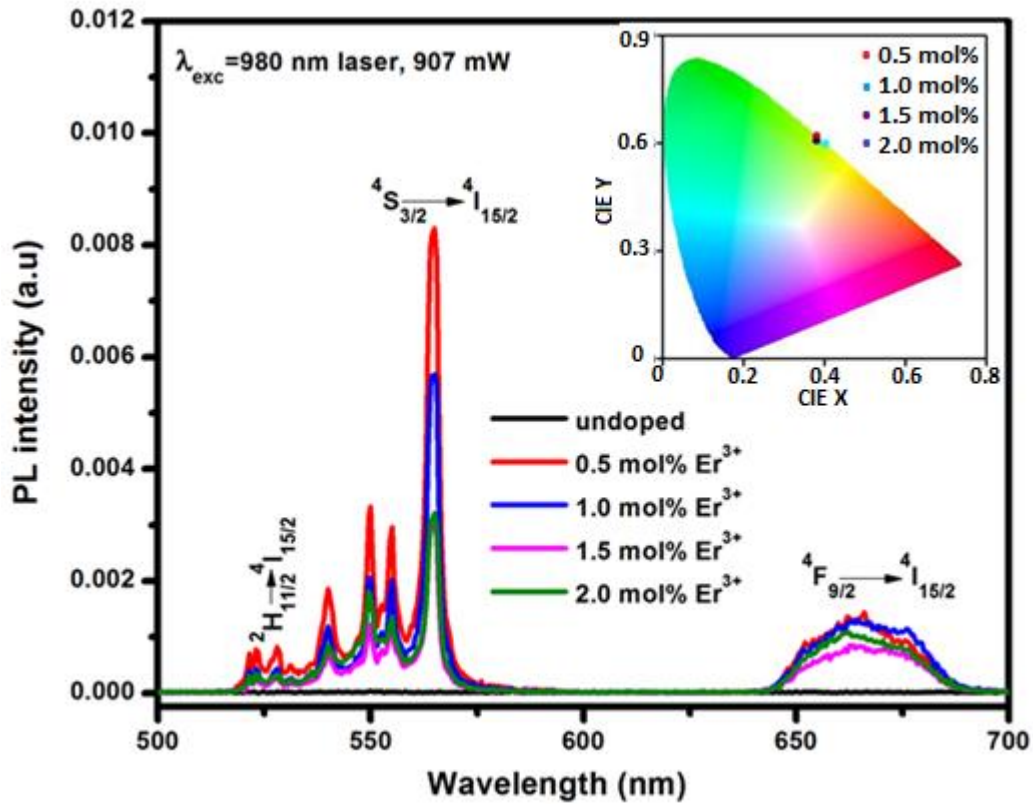 λexc=980 nm laser, 907 mW
0.9
0.6
0.3
0
0
0.2
0.4
0.6
0.8
CIE Y
CIE X
0.5 mol%
1.0 mol%
1.5 mol%
2.0 mol%
⁴S3/2 → ⁴I15/2
²H11/2 → ⁴I15/2
⁴F9/2 → ⁴I15/2
undoped
0.5 mol% Er³⁺
1.0 mol% Er³⁺
1.5 mol% Er³⁺
2.0 mol% Er³⁺
PL intensity (a.u)
0.012
0.010
0.008
0.006
0.004
0.002
0.000
500
550
600
650
700
Wavelength (nm)